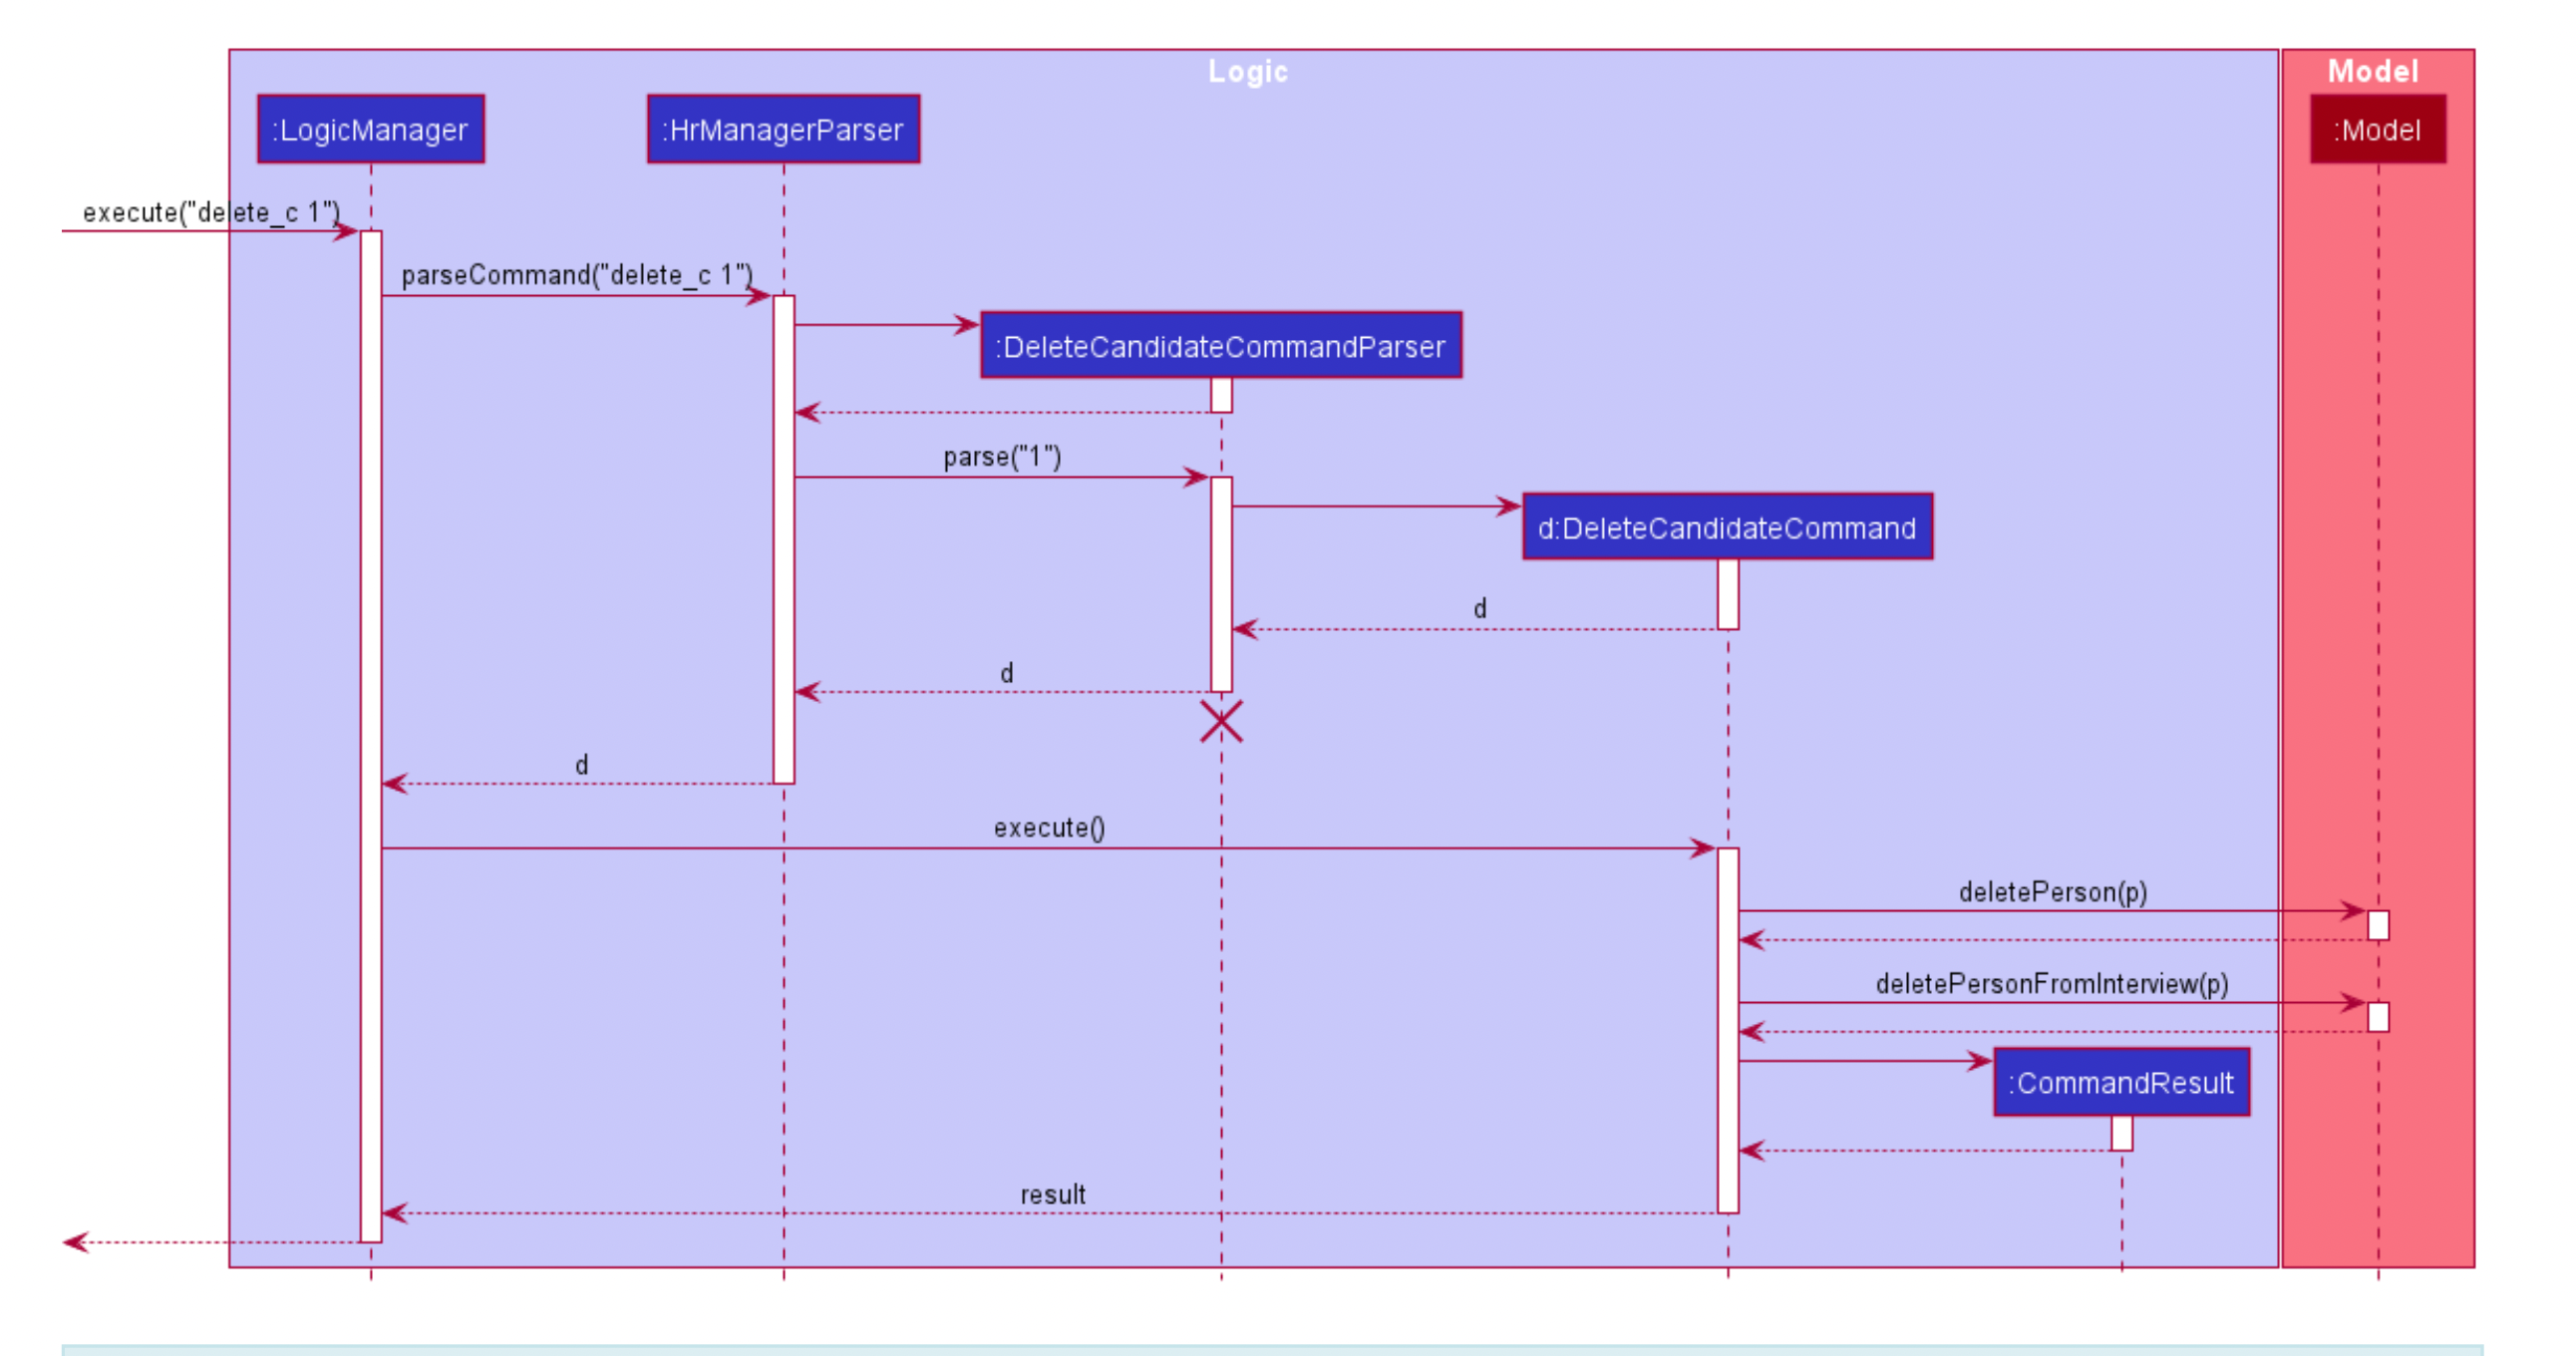 Logic
Model
:LogicManager
:HrManagerParser
:Model
execute("delete_c 1")
parseCommand("delete_c 1")
:DeleteCandidateCommandParser
parse("1")
d:DeleteCandidateCommand
d
d
d
execute()
deletePerson(p)
deletePersonFromInterview(p)
:CommandResult
result